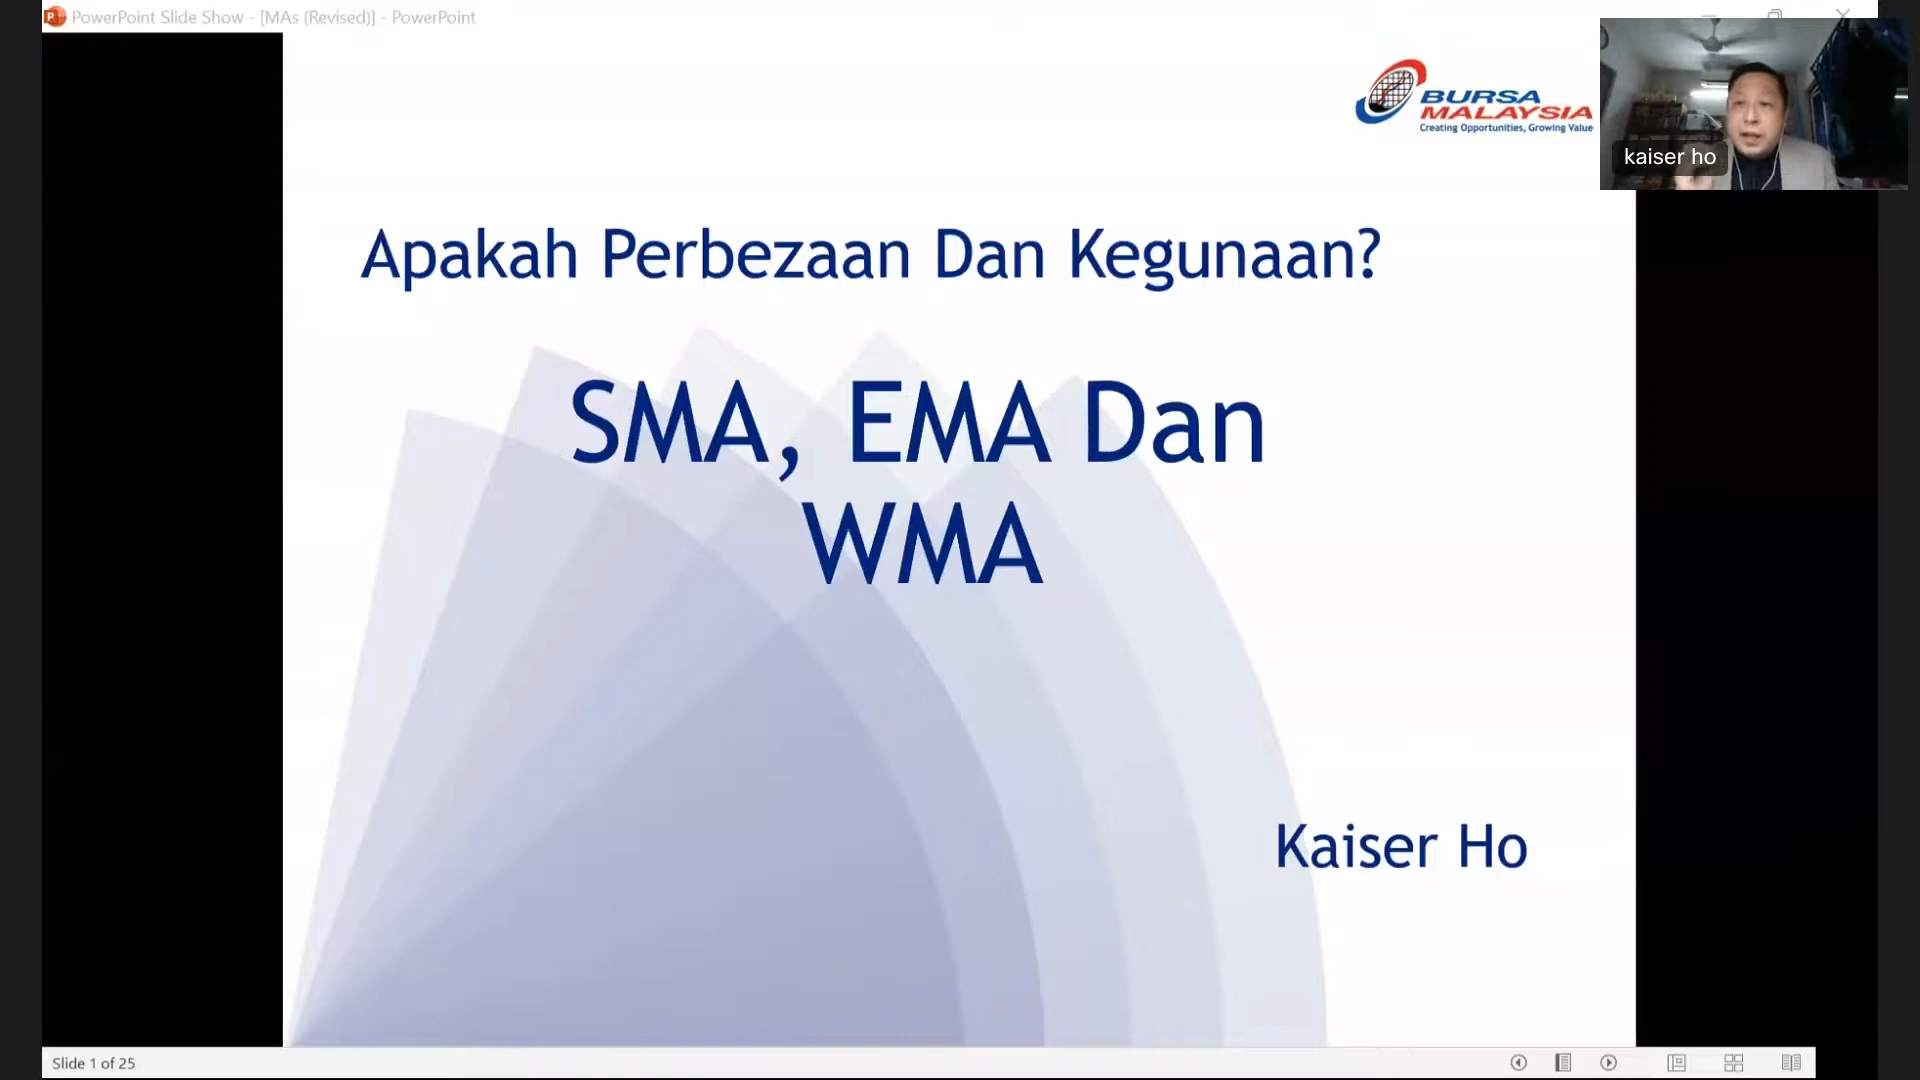 PowerPoint Slide Show - [MAs (Revised)] - PowerPoint
BURSA
MALAYSIA
Creating Opportunities, Growing Value
kaiser ho
Apakah Perbezaan Dan Kegunaan?
SMA, EMA Dan
WMA
Kaiser Ho
Slide 1 of 25